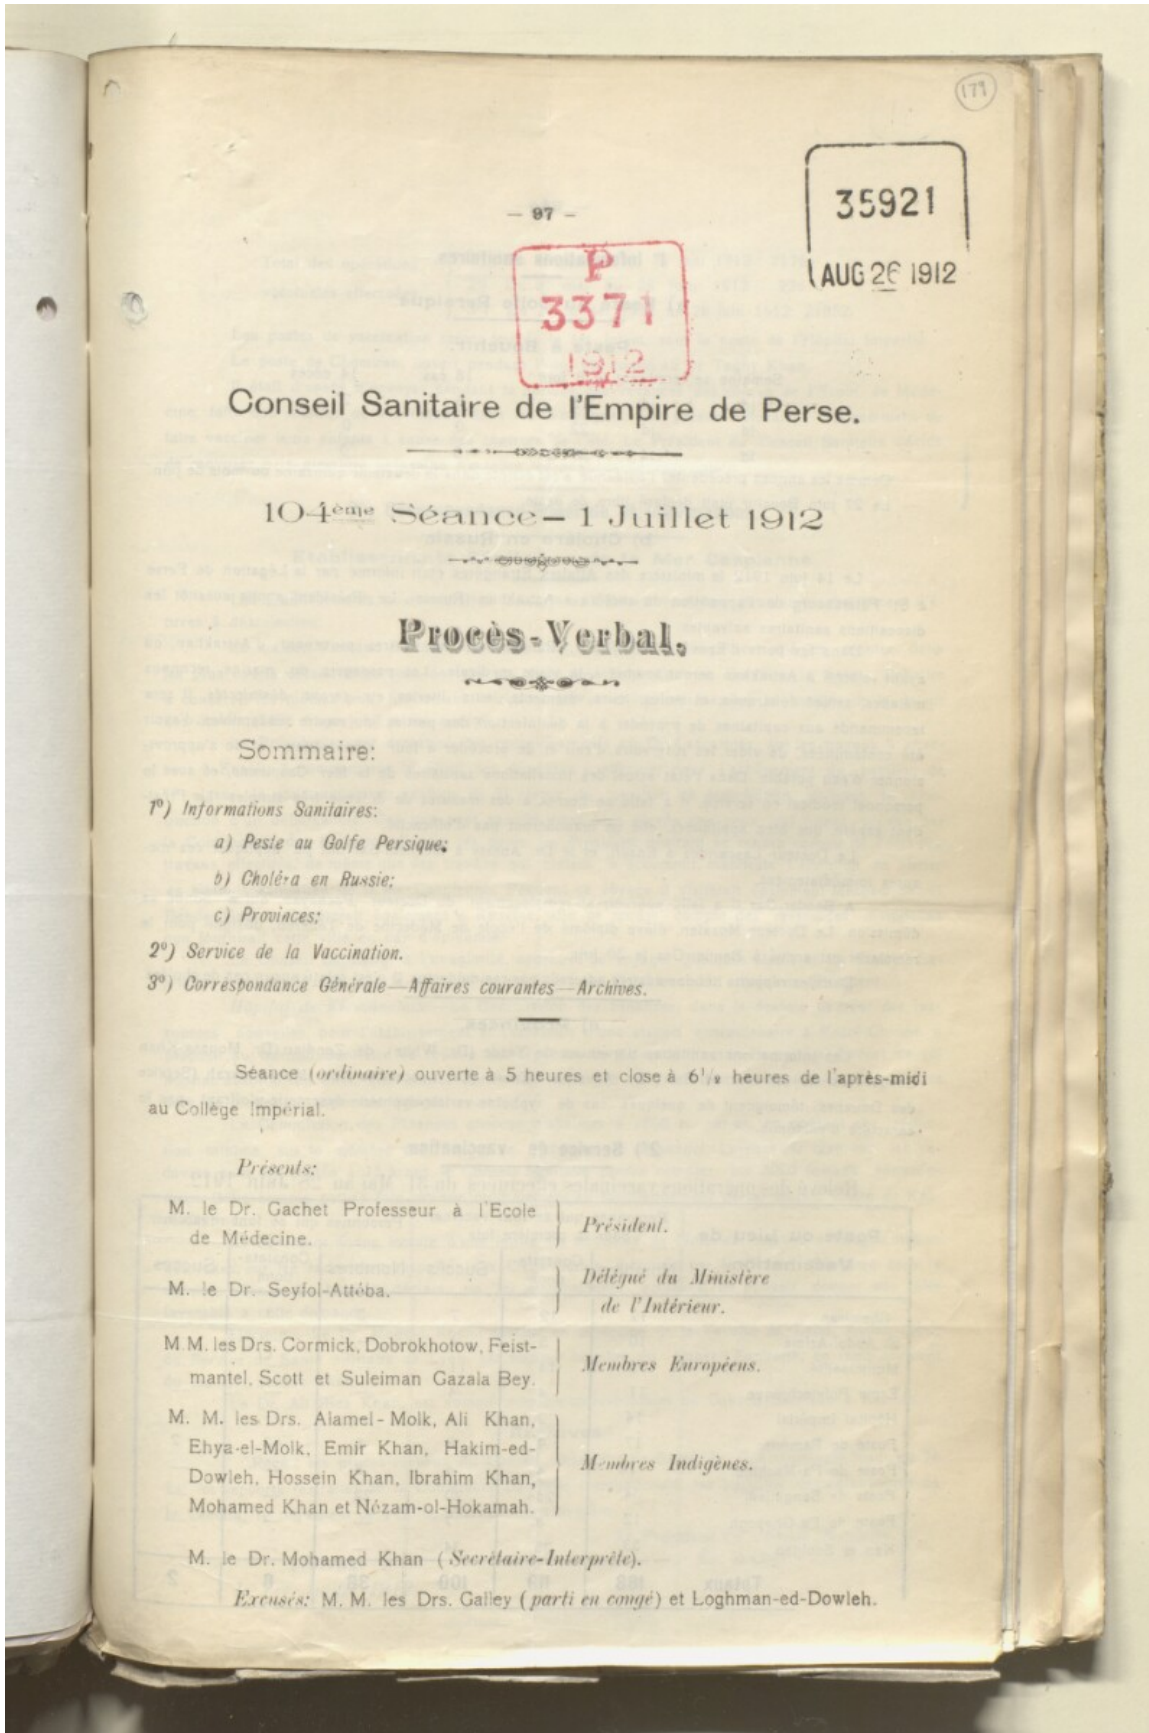 179
35921
AUG 26 1912
— 97 —
P
3371
1912
Conseil Sanitaire de l'Empire de Perse.
104ème Séance — 1 Juillet 1912
Procès-Verbal.
Sommaire:
1º) Informations Sanitaires:
a) Peste au Golfe Persique;
b) Choléra en Russie;
c) Provinces;
2º) Service de la Vaccination.
3º) Correspondance Générale—Affaires courantes—Archives.
Séance (ordinaire) ouverte à 5 heures et close à 6 1/2 heures de l'après-midi
au Collège Impérial.
Présents:
M. le Dr. Gachet Professeur à l'Ecole
de Médecine.
Président.
M. le Dr. Seyfol-Attéba.
Délégué du Ministère
de l'Intérieur.
M.M. les Drs. Cormick, Dobrokhotow, Feist-
mantel, Scott et Suleiman Gazala Bey.
Membres Européens.
M. M. les Drs. Alamel-Molk, Ali Khan,
Ehya-el-Molk, Emir Khan, Hakim-ed-
Dowleh, Hossein Khan, Ibrahim Khan,
Mohamed Khan et Nézam-ol-Hokamah.
Membres Indigènes.
M. le Dr. Mohamed Khan (Secrétaire-Interprète).
Excusés: M. M. les Drs. Galley (parti en congé) et Loghman-ed-Dowleh.